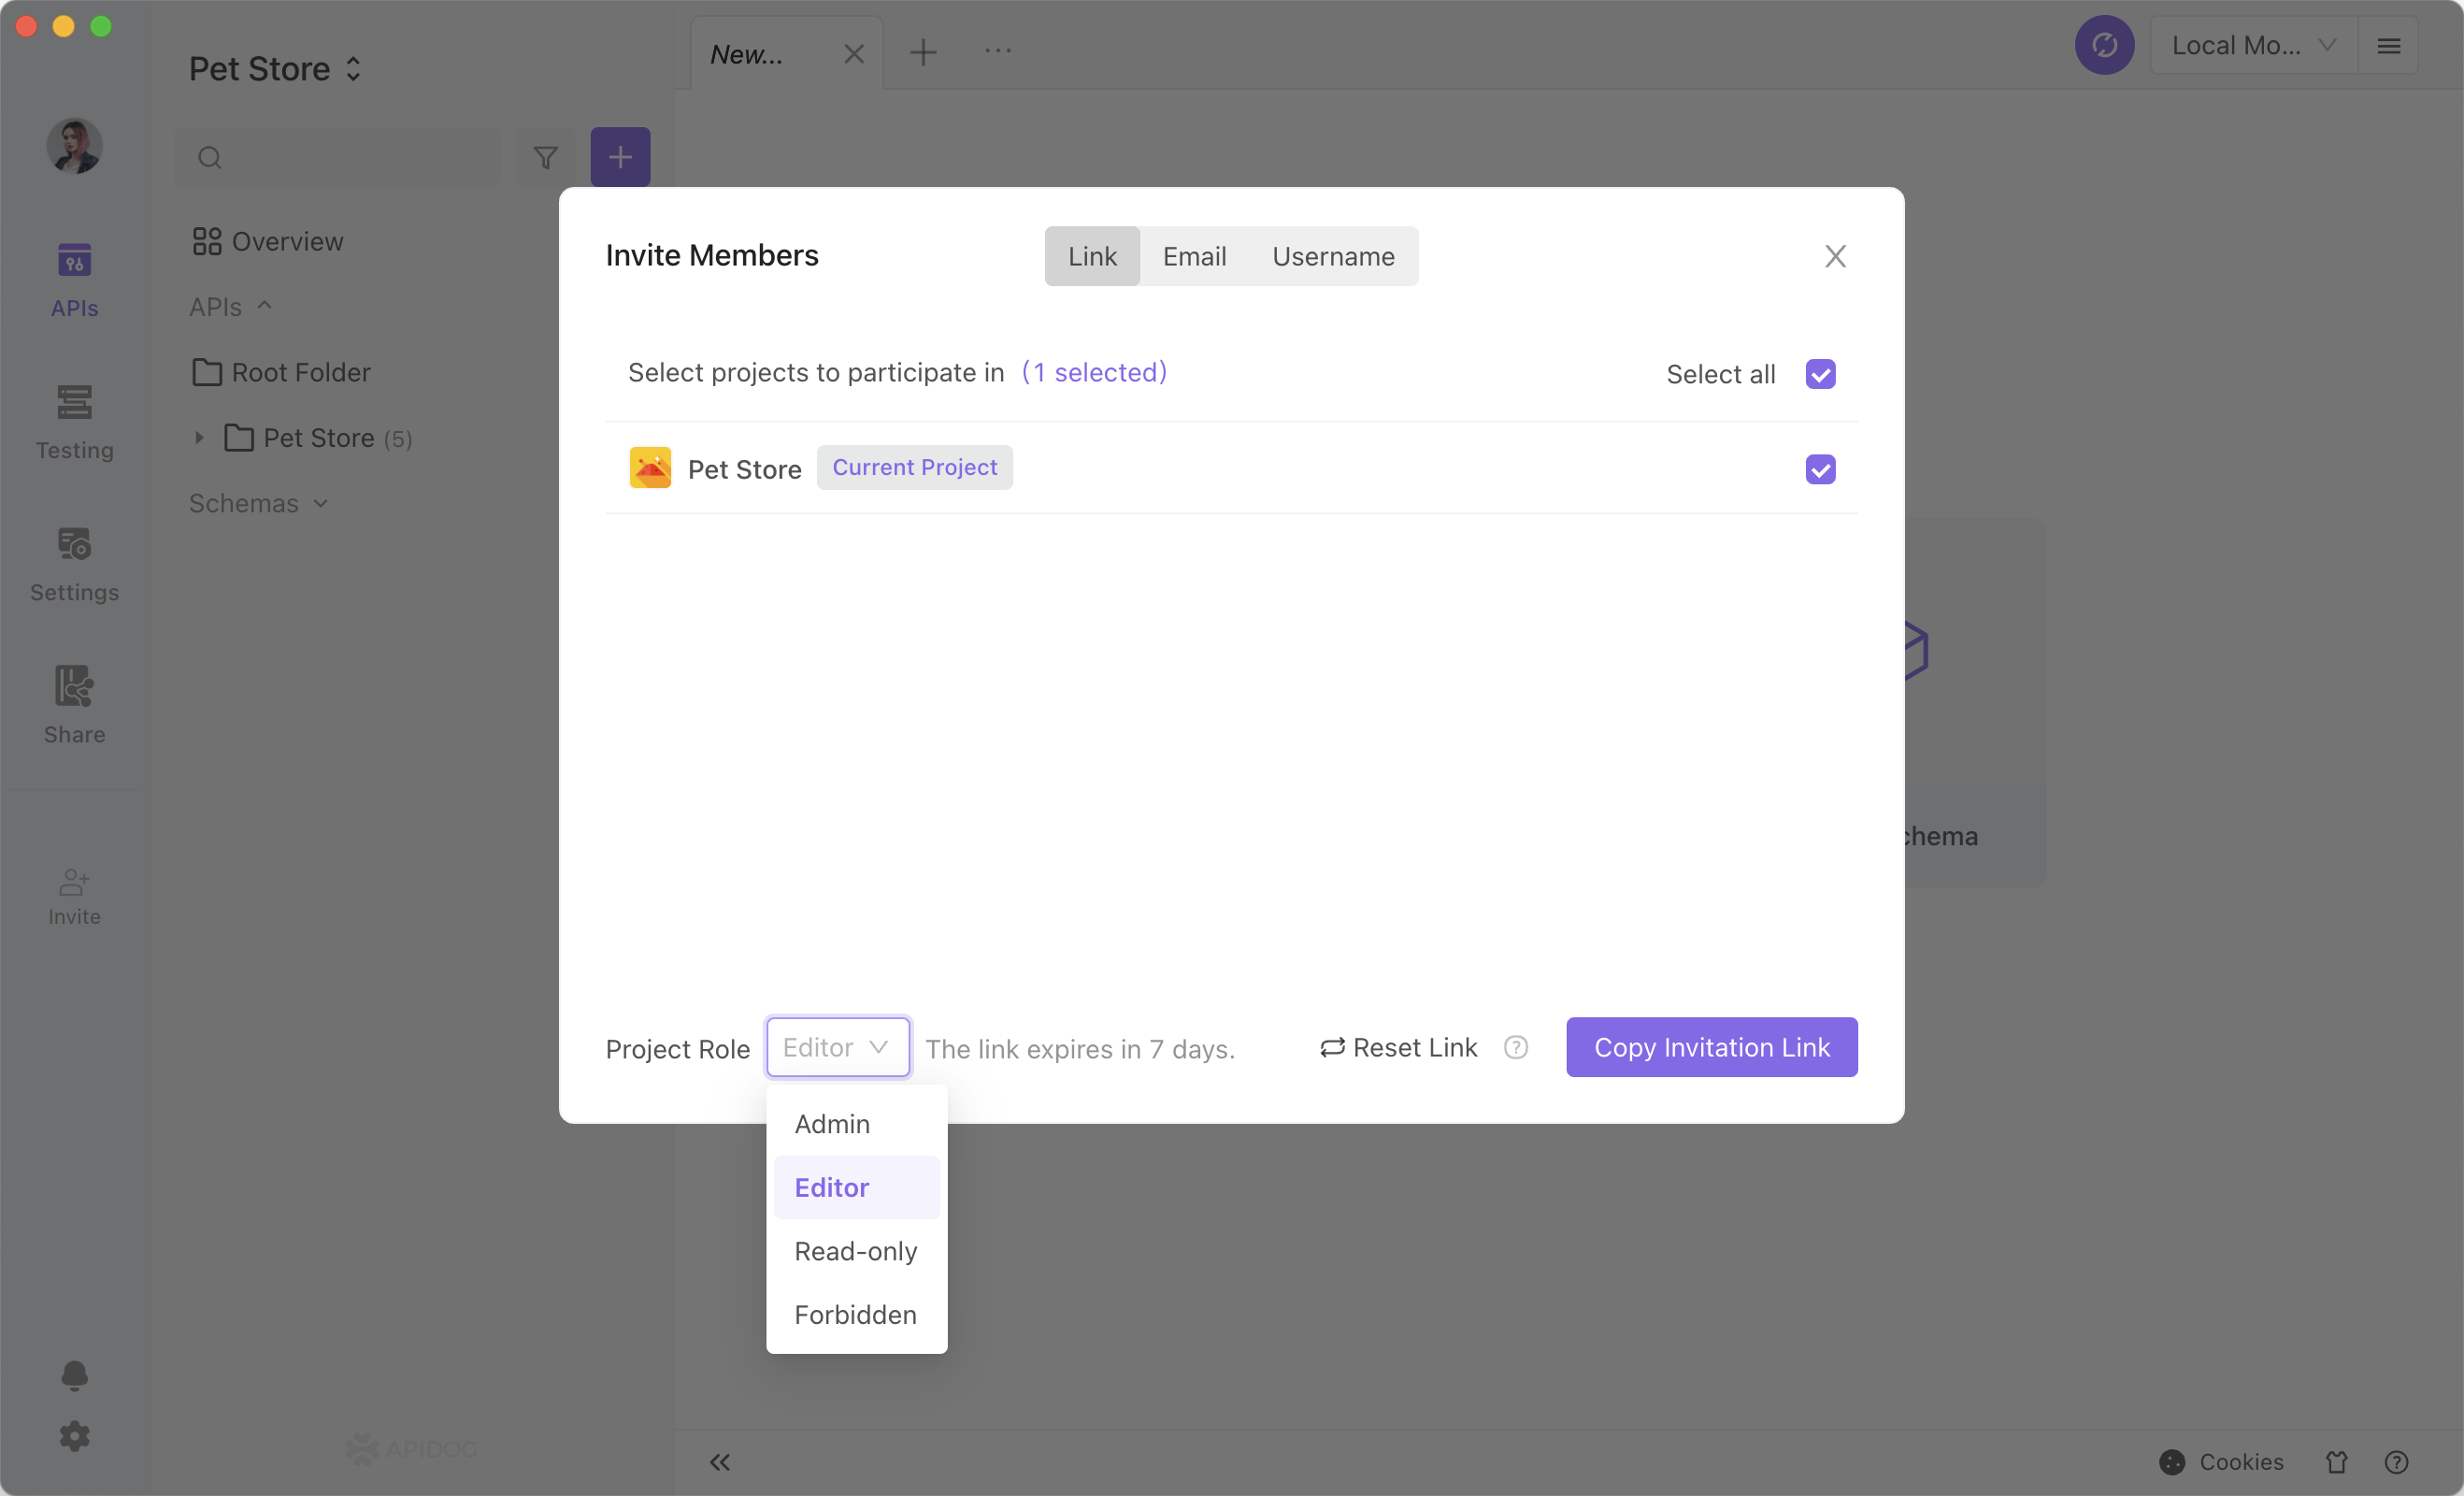 Pet Store
New...
Local Mo...
Overview
APIs
APIs
Root Folder
Testing
Pet Store (5)
Schemas
Settings
Share
Invite
Invite Members
Link Email Username
Select projects to participate in (1 selected)
Select all
Pet Store Current Project
chema
Project Role Editor The link expires in 7 days.
Reset Link
Copy Invitation Link
Admin
Editor
Read-only
Forbidden
APIDOG
Cookies